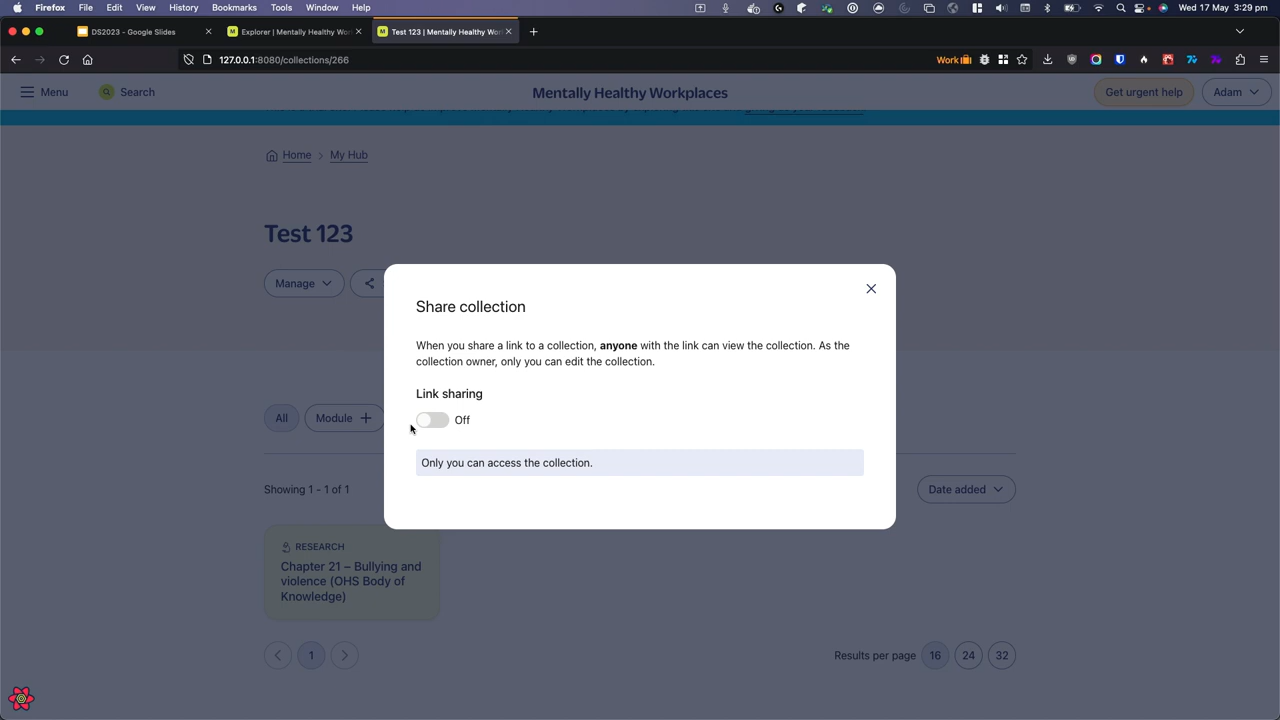 Firefox File Edit View History Bookmarks Tools Window Help
Wed 17 May 3:29 pm
DS2023 - Google Slides
Explorer | Mentally Healthy Wor
Test 123 | Mentally Healthy Wor
127.0.0.1:8080/collections/266
Work
Menu
Search
Mentally Healthy Workplaces
Get urgent help
Adam
Home
My Hub
Test 123
Manage
Share collection
When you share a link to a collection, anyone with the link can view the collection. As the
collection owner, only you can edit the collection.
Link sharing
Off
Only you can access the collection.
All
Module
Showing 1 - 1 of 1
Date added
RESEARCH
Chapter 21 – Bullying and
violence (OHS Body of
Knowledge)
1
Results per page 16 24 32